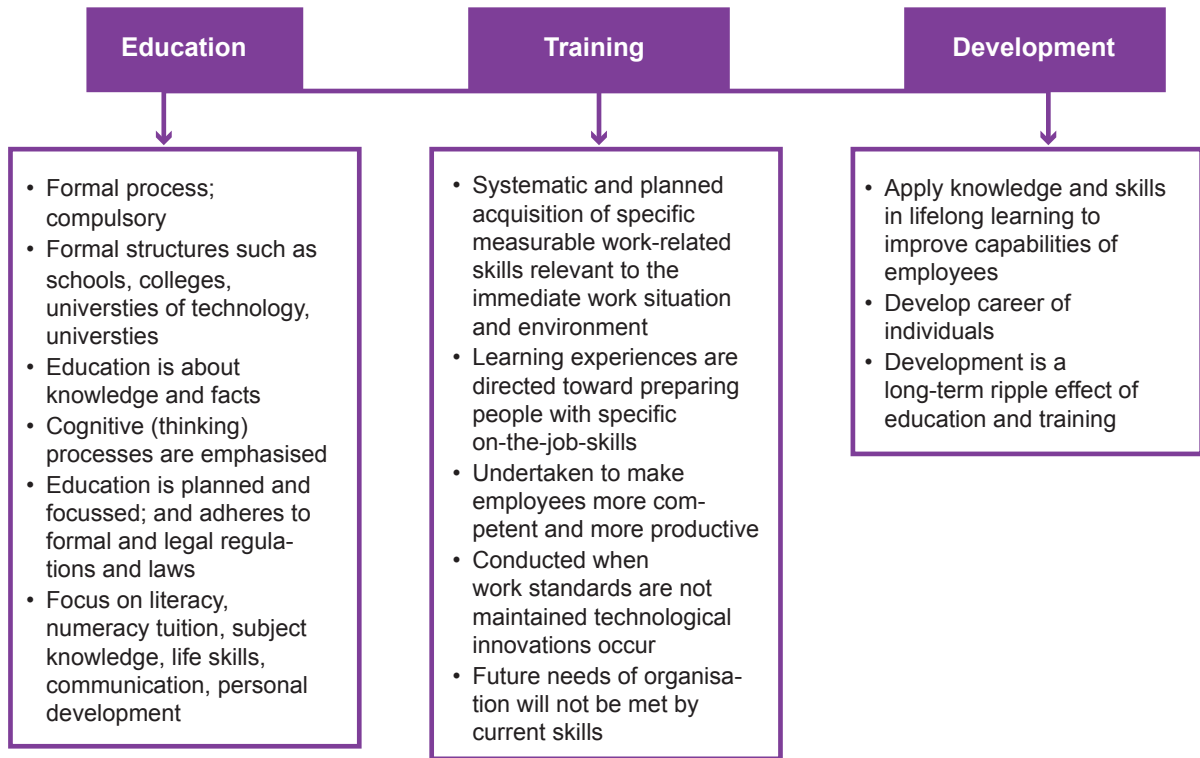 Education
Training
Development
• Formal process;
compulsory
• Formal structures such as
schools, colleges,
universties of technology,
universties
• Education is about
knowledge and facts
• Cognitive (thinking)
processes are emphasised
• Education is planned and
focussed; and adheres to
formal and legal regula-
tions and laws
• Focus on literacy,
numeracy tuition, subject
knowledge, life skills,
communication, personal
development
• Systematic and planned
acquisition of specific
measurable work-related
skills relevant to the
immediate work situation
and environment
• Learning experiences are
directed toward preparing
people with specific
on-the-job-skills
• Undertaken to make
employees more com-
petent and more productive
• Conducted when
work standards are not
maintained technological
innovations occur
• Future needs of organisa-
tion will not be met by
current skills
• Apply knowledge and skills
in lifelong learning to
improve capabilities of
employees
• Develop career of
individuals
• Development is a
long-term ripple effect of
education and training